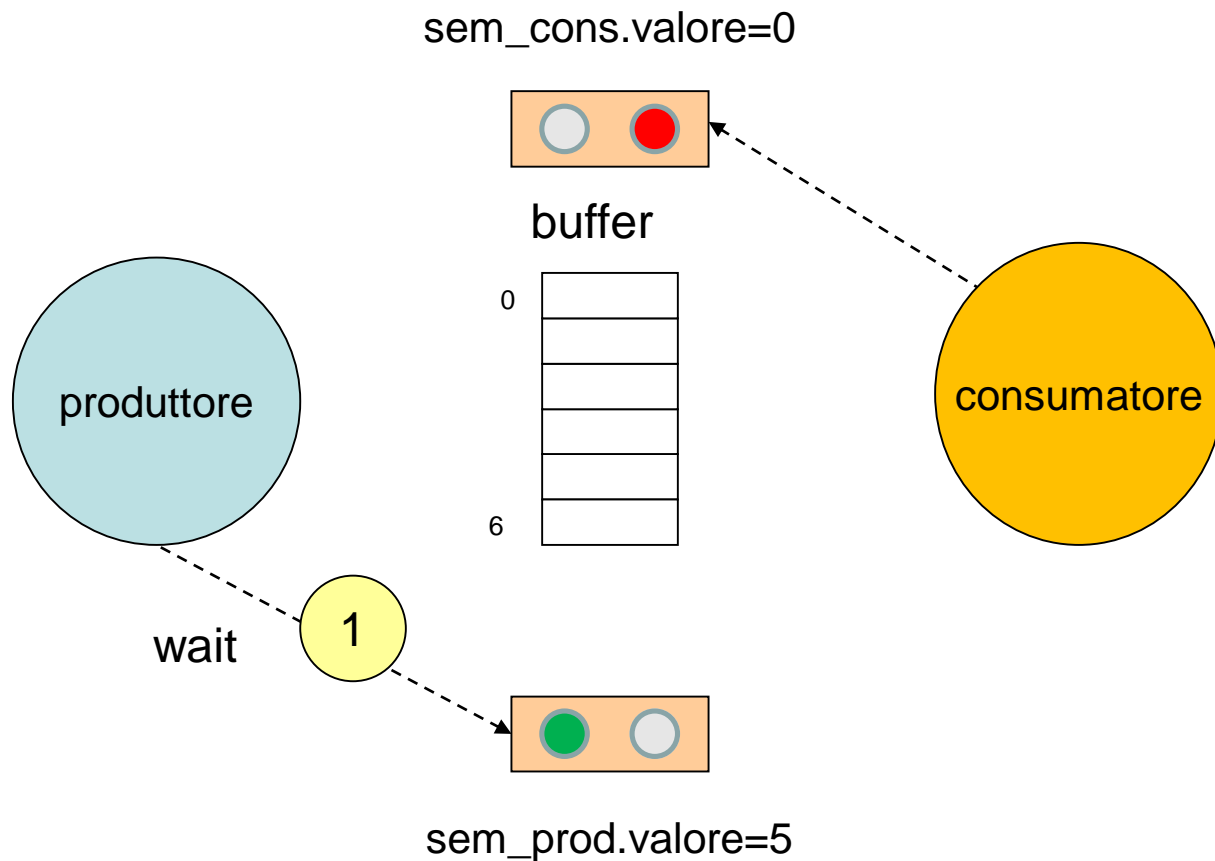 sem_cons.valore=0
buffer
0
produttore
consumatore
6
1
wait
sem_prod.valore=5